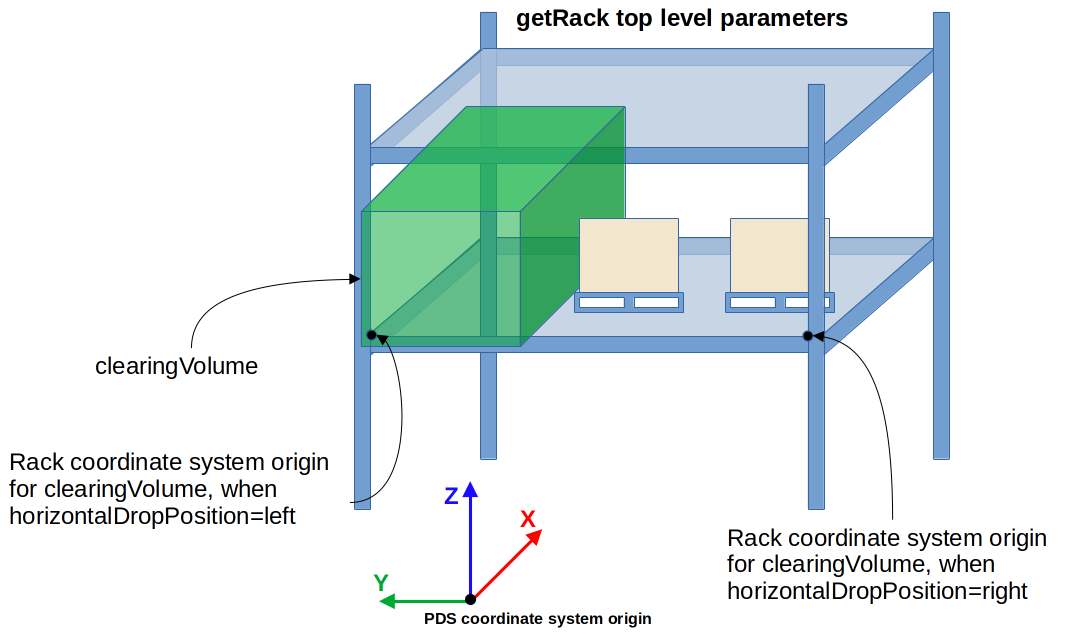 getRack top level parameters
clearingVolume
Rack coordinate system origin
for clearingVolume, when
horizontalDropPosition=left
Z
X
Y
PDS coordinate system origin
Rack coordinate system origin
for clearingVolume, when
horizontalDropPosition=right